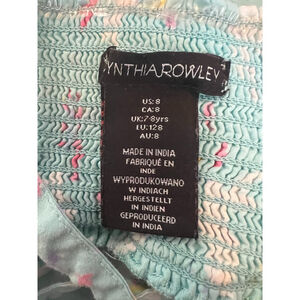 YNTHIA ROWLEY
US:8
CA:8
UK:7-8yrs
EU:128
AU:8
MADE IN INDIA
FABRIQUÉ EN
INDE
WYPRODUKOWANO
W INDIACH
HERGESTELLT
IN INDIEN
GEPRODUCEERD
IN INDIA